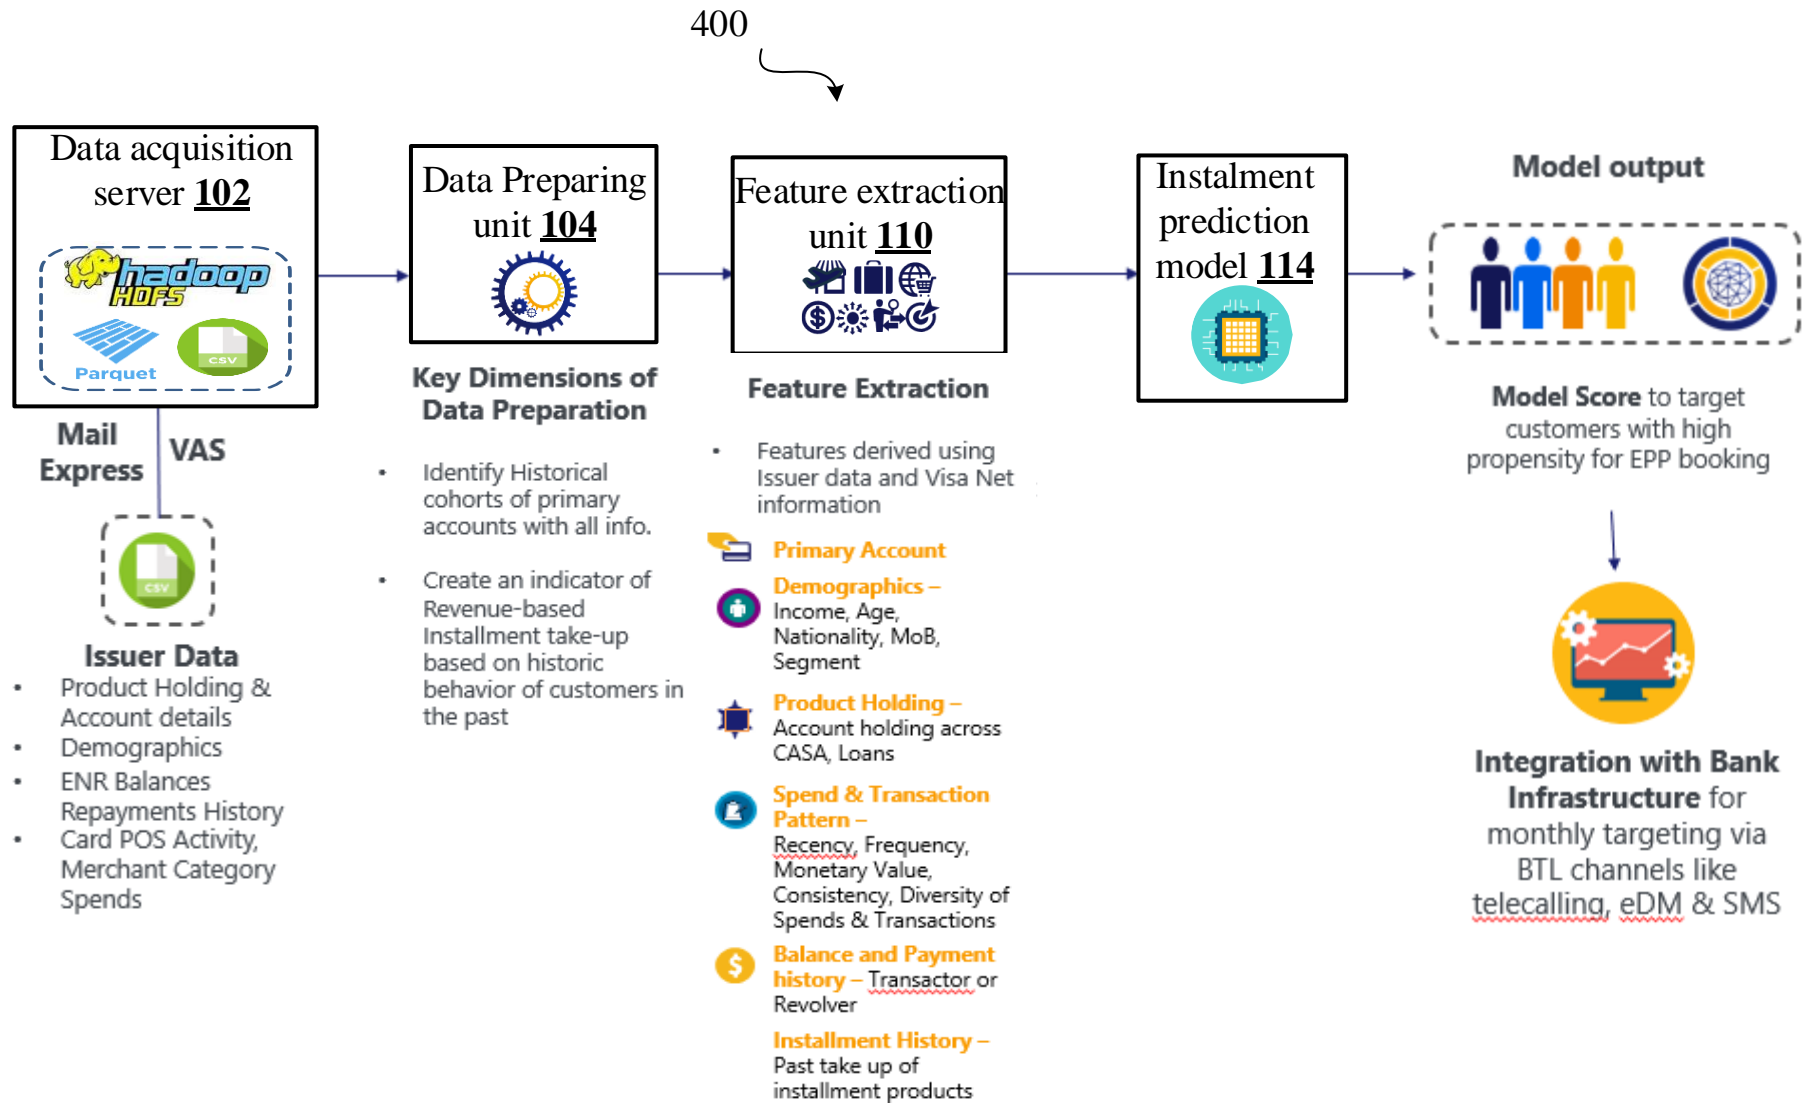 400
Data acquisition
server 102
hadoop
HDFS
Parquet
CSV
Mail
Express
VAS
CSV
Issuer Data
• Product Holding &
Account details
• Demographics
• ENR Balances
Repayments History
• Card POS Activity,
Merchant Category
Spends
Data Preparing
unit 104
Key Dimensions of
Data Preparation
• Identify Historical
cohorts of primary
accounts with all info.
• Create an indicator of
Revenue-based
Installment take-up
based on historic
behavior of customers in
the past
Feature extraction
unit 110
Feature Extraction
• Features derived using
Issuer data and Visa Net
information
Primary Account
Demographics –
Income, Age,
Nationality, MoB,
Segment
Product Holding –
Account holding across
CASA, Loans
Spend & Transaction
Pattern –
Recency, Frequency,
Monetary Value,
Consistency, Diversity of
Spends & Transactions
Balance and Payment
history – Transactor or
Revolver
Installment History –
Past take up of
installment products
Instalment
prediction
model 114
Model output
Model Score to target
customers with high
propensity for EPP booking
Integration with Bank
Infrastructure for
monthly targeting via
BTL channels like
telecalling, eDM & SMS